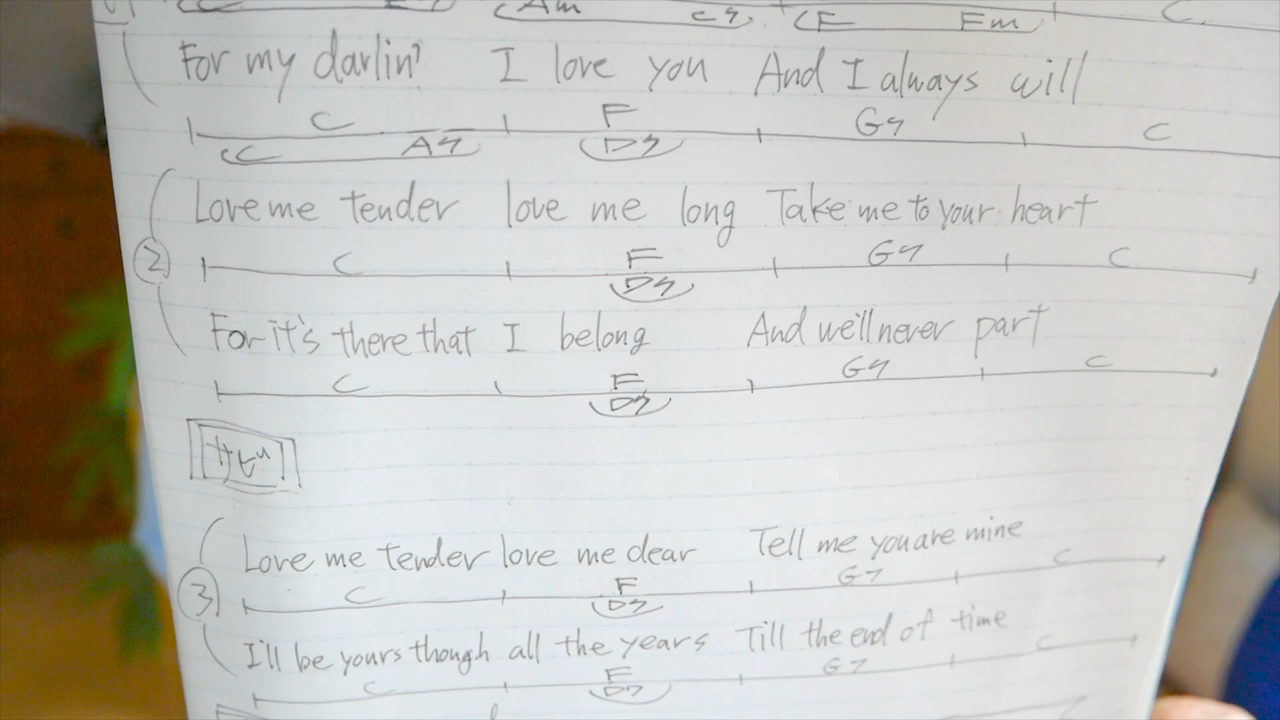 C Am C7 (F Fm) C
For my darlin' I love you And I always will
C F G7 C
(C A7) (D7)
Love me tender love me long Take me to your heart
② C F G7 C
(D7)
For it's there that I belong And we'll never part
C F G7 C
(D7)
Love me tender love me dear Tell me you are mine
③ C F G7 C
(D7)
I'll be yours though all the years Till the end of time
C F G7 C
(D7)